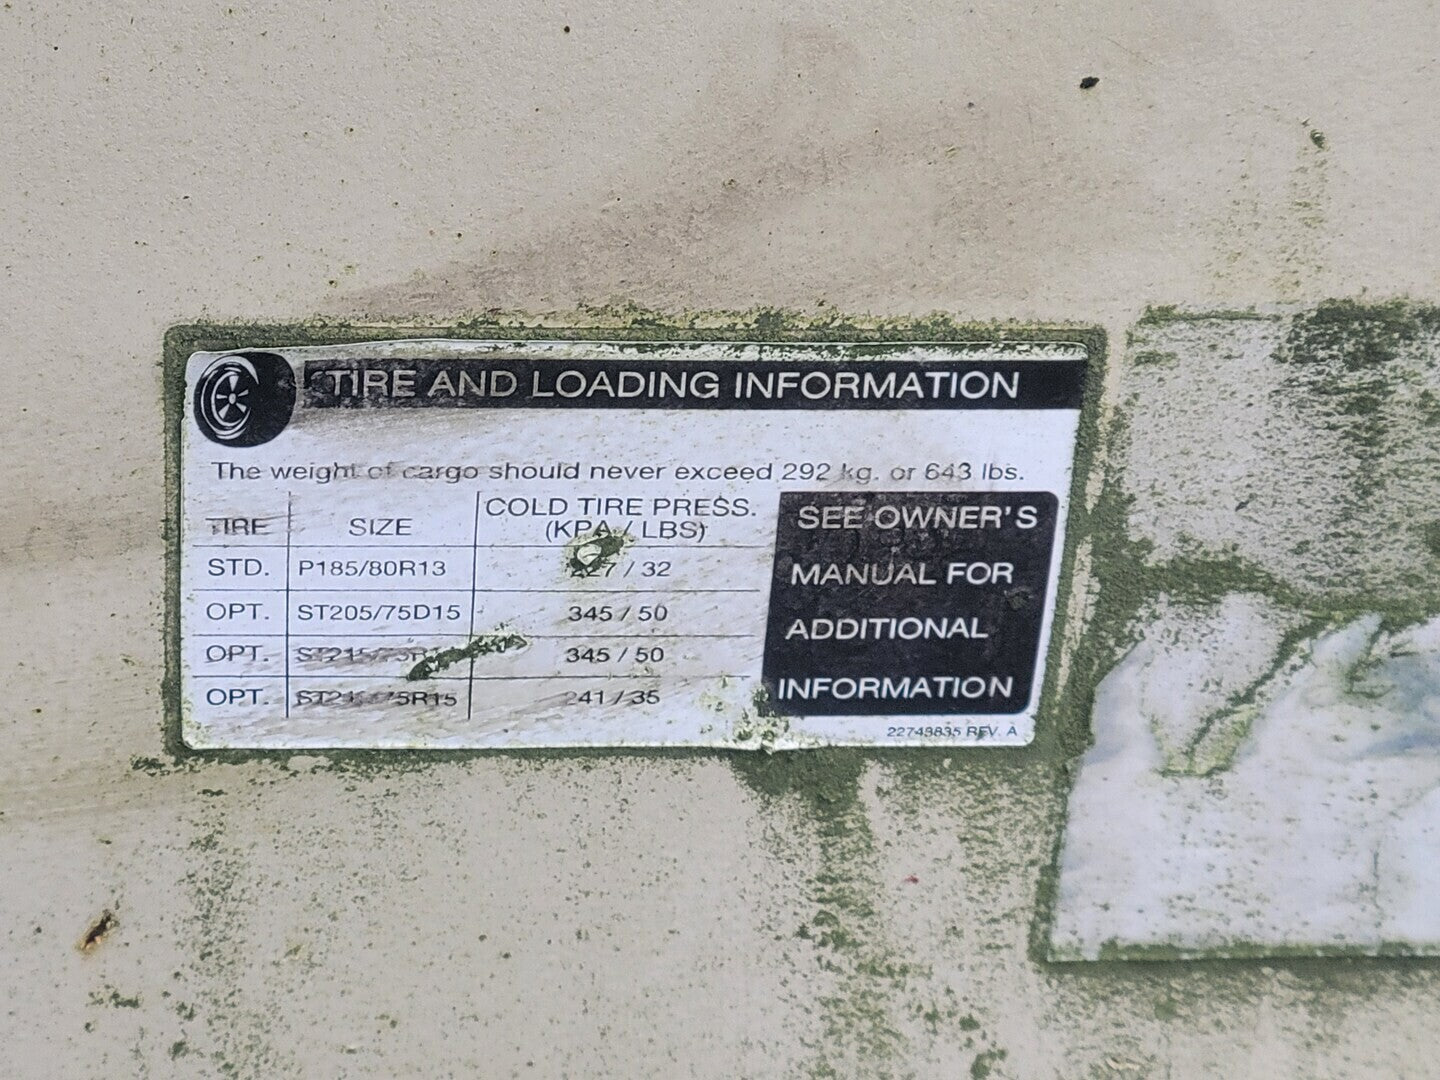 TIRE AND LOADING INFORMATION
The weight of cargo should never exceed 292 kg. or 643 lbs.
TIRE SIZE COLD TIRE PRESS. (KPA / LBS)
STD. P185/80R13 / 32
OPT. ST205/75D15 345 / 50
OPT. 345 / 50
OPT. 241 / 35
SEE OWNER'S
MANUAL FOR
ADDITIONAL
INFORMATION
22743835 REV. A